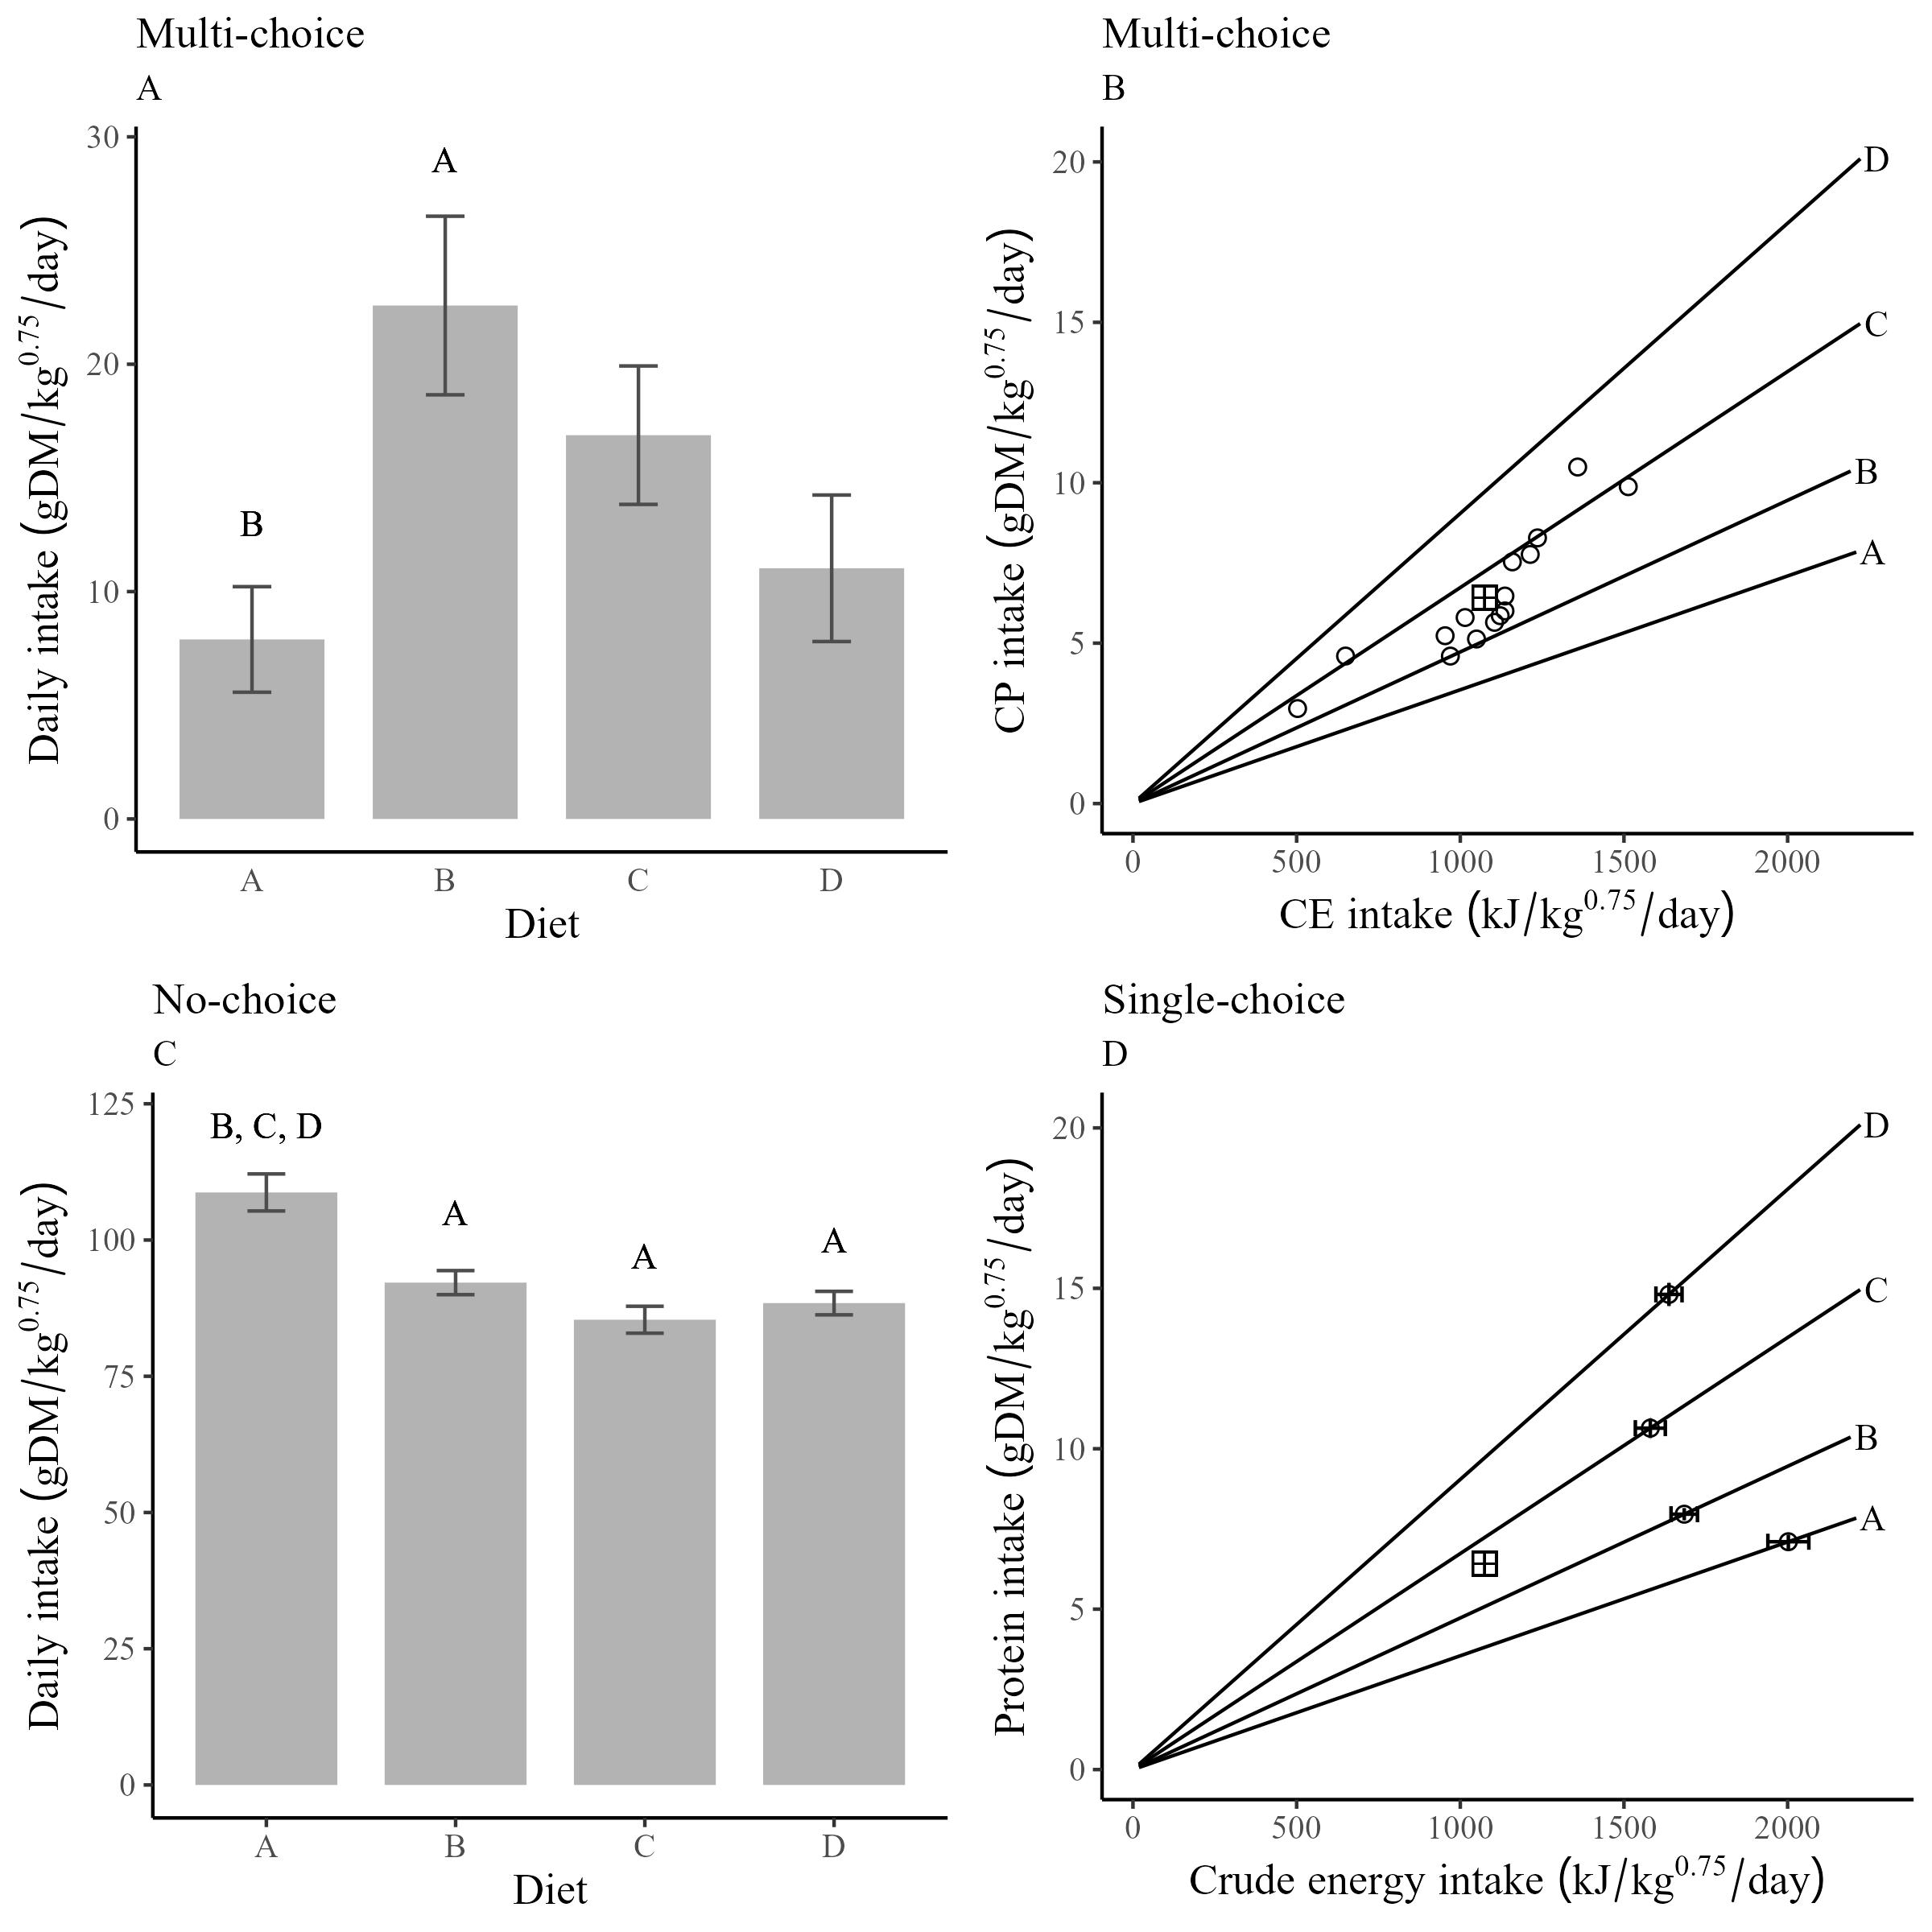 Multi-choice
A
30
20
10
0
Daily intake (gDM/kg^0.75/day)
B
A
A
B
C
D
Diet
Multi-choice
B
20
15
10
5
0
CP intake (gDM/kg^0.75/day)
D
C
B
A
0
500
1000
1500
2000
CE intake (kJ/kg^0.75/day)
No-choice
C
125
100
75
50
25
0
Daily intake (gDM/kg^0.75/day)
B, C, D
A
A
A
A
B
C
D
Diet
Single-choice
D
20
15
10
5
0
Protein intake (gDM/kg^0.75/day)
D
C
B
A
0
500
1000
1500
2000
Crude energy intake (kJ/kg^0.75/day)